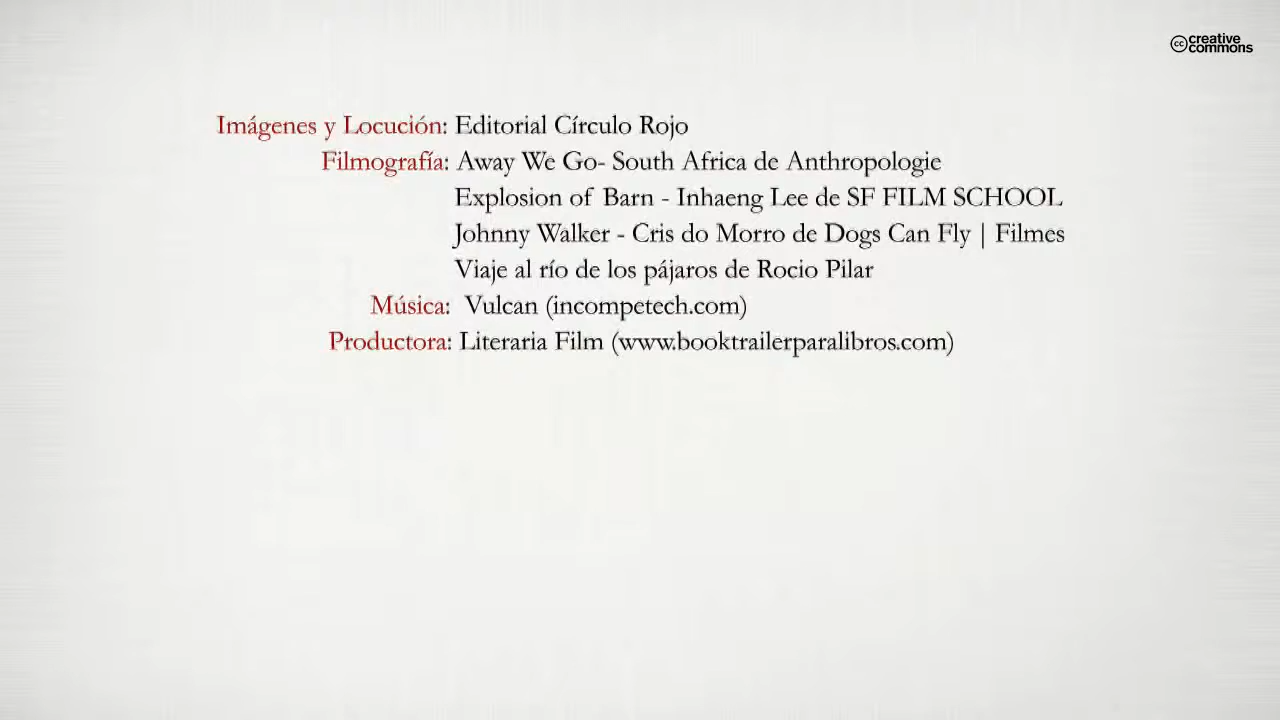 cc creative
commons
Imágenes y Locución: Editorial Círculo Rojo
Filmografía: Away We Go- South Africa de Anthropologie
Explosion of Barn - Inhaeng Lee de SF FILM SCHOOL
Johnny Walker - Cris do Morro de Dogs Can Fly | Filmes
Viaje al río de los pájaros de Rocio Pilar
Música: Vulcan (incompetech.com)
Productora: Literaria Film (www.booktrailerparalibros.com)